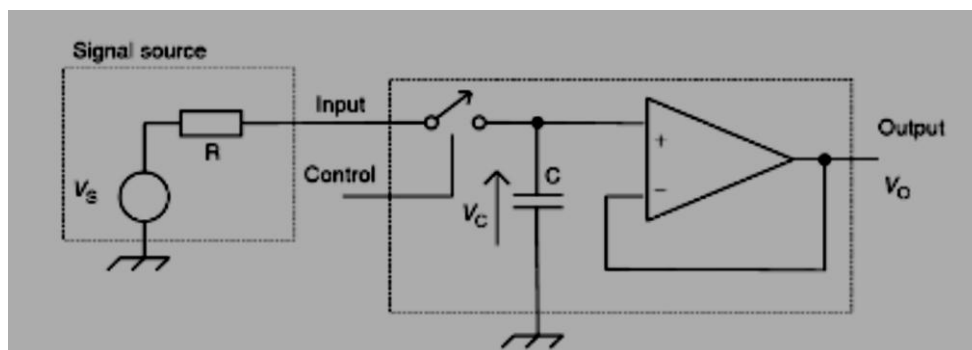 Signal source
Input
Output
R
Control
C
+
−
V_S
V_C
V_O